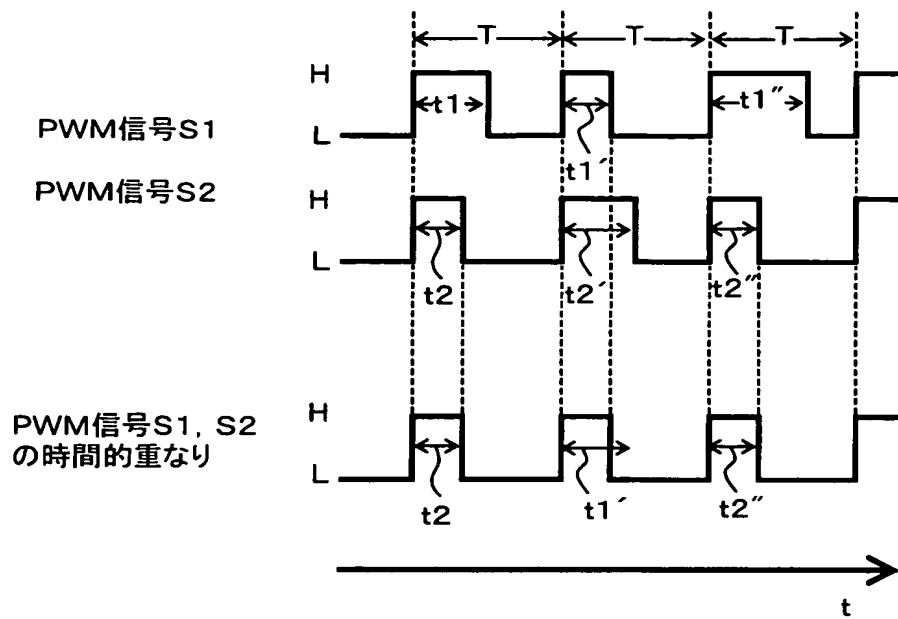 T T T
H
t1 t1″
PWM信号S1
L
t1′
PWM信号S2
H
L
t2 t2′ t2″
H
PWM信号S1, S2
の時間的重なり
L
t2 t1′ t2″
t